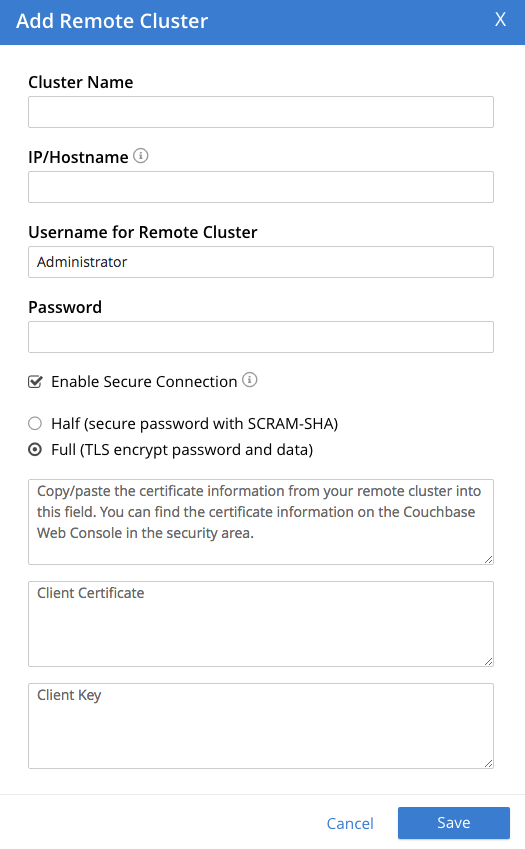 Add Remote Cluster
X
Cluster Name
IP/Hostname
Username for Remote Cluster
Administrator
Password
Enable Secure Connection
Half (secure password with SCRAM-SHA)
Full (TLS encrypt password and data)
Copy/paste the certificate information from your remote cluster into
this field. You can find the certificate information on the Couchbase
Web Console in the security area.
Client Certificate
Client Key
Cancel
Save